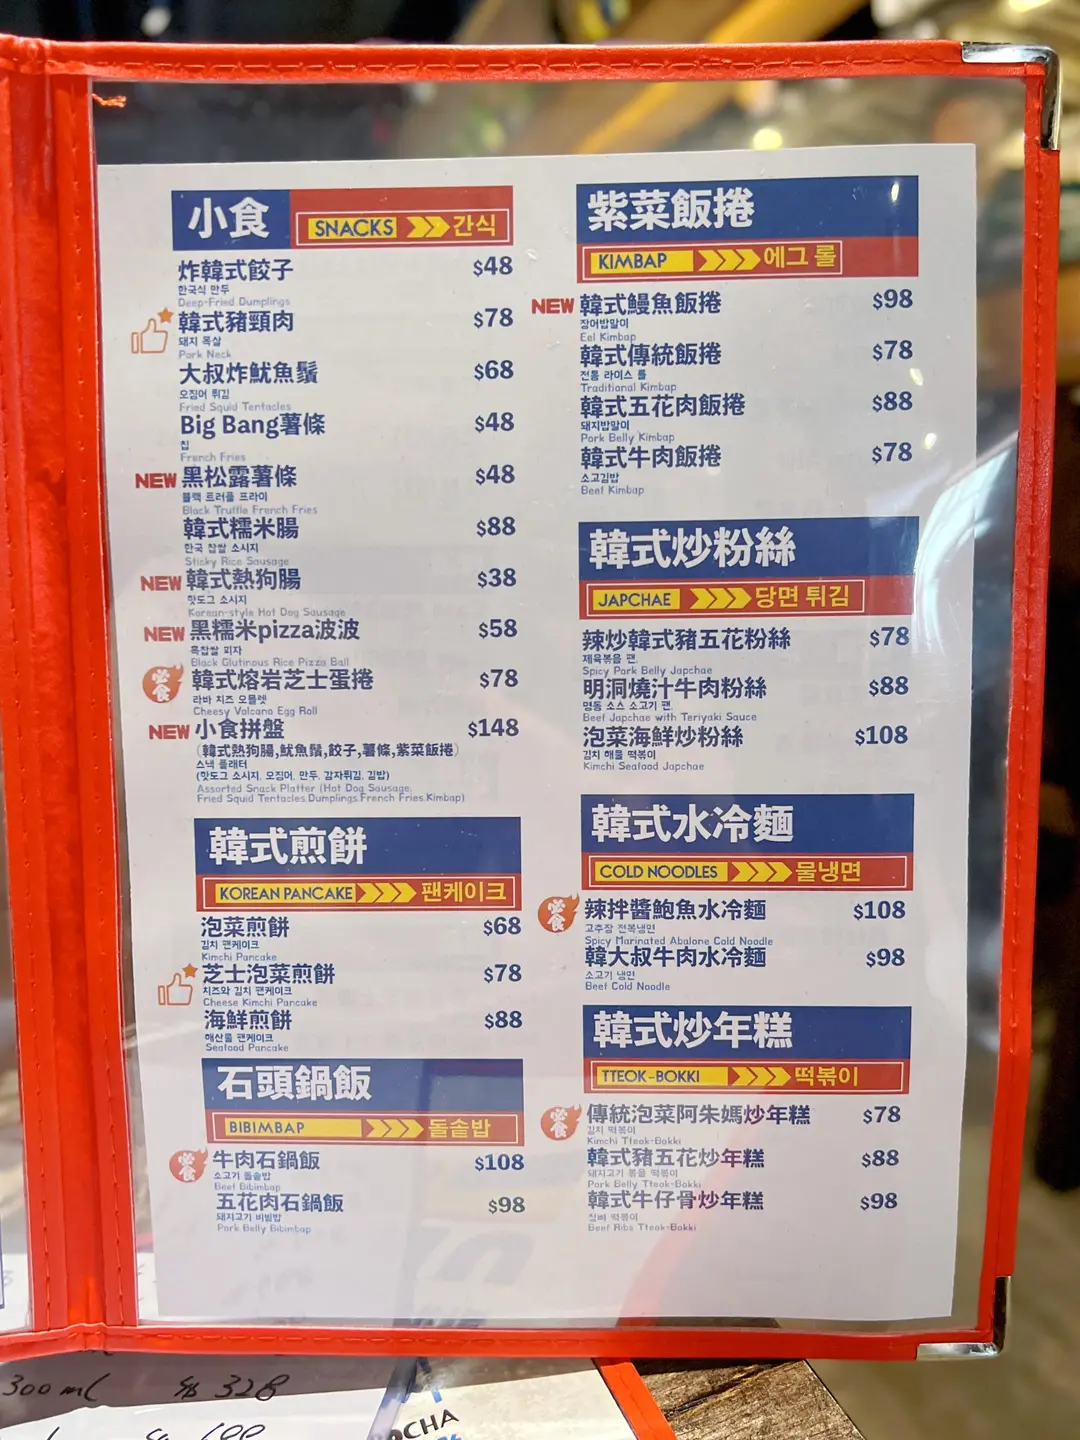 小食
SNACKS 간식
炸韓式餃子 $48
한국식 만두
Deep-Fried Dumplings
韓式豬頸肉 $78
돼지 목살
Pork Neck
大叔炸魷魚鬚 $68
오징어 튀김
Fried Squid Tentacles
Big Bang薯條 $48
칩
French Fries
NEW 黑松露薯條 $48
블랙 트러플 프라이
Black Truffle French Fries
韓式糯米腸 $88
한국 찹쌀 소시지
Sticky Rice Sausage
NEW 韓式熱狗腸 $38
핫도그 소시지
Korean-style Hot Dog Sausage
NEW 黑糯米pizza波波 $58
흑찹쌀 피자
Black Glutinous Rice Pizza Ball
必食 韓式熔岩芝士蛋捲 $78
라바 치즈 오믈렛
Cheesy Volcano Egg Roll
NEW 小食拼盤 $148
(韓式熱狗腸,魷魚鬚,餃子,薯條,紫菜飯捲)
스낵 플래터
(핫도그 소시지, 오징어, 만두, 감자튀김, 김밥)
Assorted Snack Platter (Hot Dog Sausage,
Fried Squid Tentacles,Dumplings,French Fries,Kimbap)
韓式煎餅
KOREAN PANCAKE 팬케이크
泡菜煎餅 $68
김치 팬케이크
Kimchi Pancake
芝士泡菜煎餅 $78
치즈와 김치 팬케이크
Cheese Kimchi Pancake
海鮮煎餅 $88
해산물 팬케이크
Seafood Pancake
石頭鍋飯
BIBIMBAP 돌솥밥
必食 牛肉石鍋飯 $108
소고기 돌솥밥
Beef Bibimbap
五花肉石鍋飯 $98
돼지고기 비빔밥
Pork Belly Bibimbap
紫菜飯捲
KIMBAP 에그 롤
NEW 韓式鰻魚飯捲 $98
장어밥말이
Eel Kimbap
韓式傳統飯捲 $78
전통 라이스 롤
Traditional Kimbap
韓式五花肉飯捲 $88
돼지밥말이
Pork Belly Kimbap
韓式牛肉飯捲 $78
소고김밥
Beef Kimbap
韓式炒粉絲
JAPCHAE 당면 튀김
辣炒韓式豬五花粉絲 $78
제육볶음 팬
Spicy Pork Belly Japchae
明洞燒汁牛肉粉絲 $88
명동 소스 소고기 팬
Beef Japchae with Teriyaki Sauce
泡菜海鮮炒粉絲 $108
김치 해물 떡볶이
Kimchi Seafood Japchae
韓式水冷麵
COLD NOODLES 물냉면
必食 辣拌醬鮑魚水冷麵 $108
고추장 전복냉면
Spicy Marinated Abalone Cold Noodle
韓大叔牛肉水冷麵 $98
소고기 냉면
Beef Cold Noodle
韓式炒年糕
TTEOK-BOKKI 떡볶이
必食 傳統泡菜阿朱媽炒年糕 $78
김치 떡볶이
Kimchi Tteok-Bokki
韓式豬五花炒年糕 $88
돼지고기 볶음 떡볶이
Pork Belly Tteok-Bokki
韓式牛仔骨炒年糕 $98
갈비 떡볶이
Beef Ribs Tteok-Bokki
300ml $328
OCHA